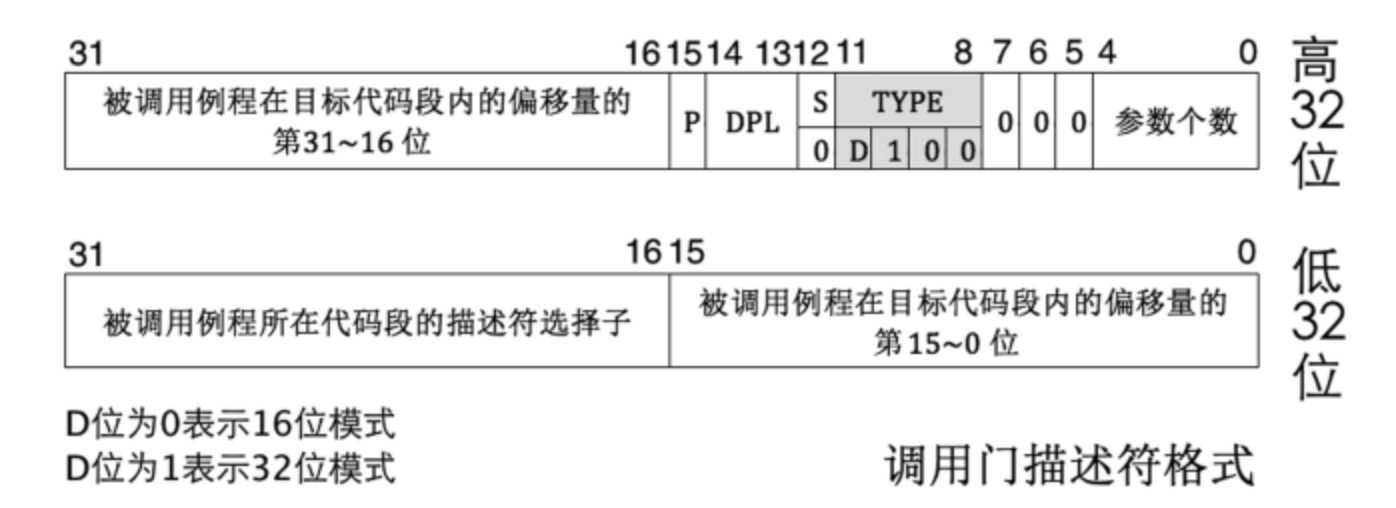 31 16 15 14 13 12 11 8 7 6 5 4 0
被调用例程在目标代码段内的偏移量的
第31~16 位
P DPL S TYPE 0 0 0 参数个数
0 D 1 0 0
高32位
31 16 15 0
被调用例程所在代码段的描述符选择子
被调用例程在目标代码段内的偏移量的
第15~0 位
低32位
D位为0表示16位模式
D位为1表示32位模式
调用门描述符格式